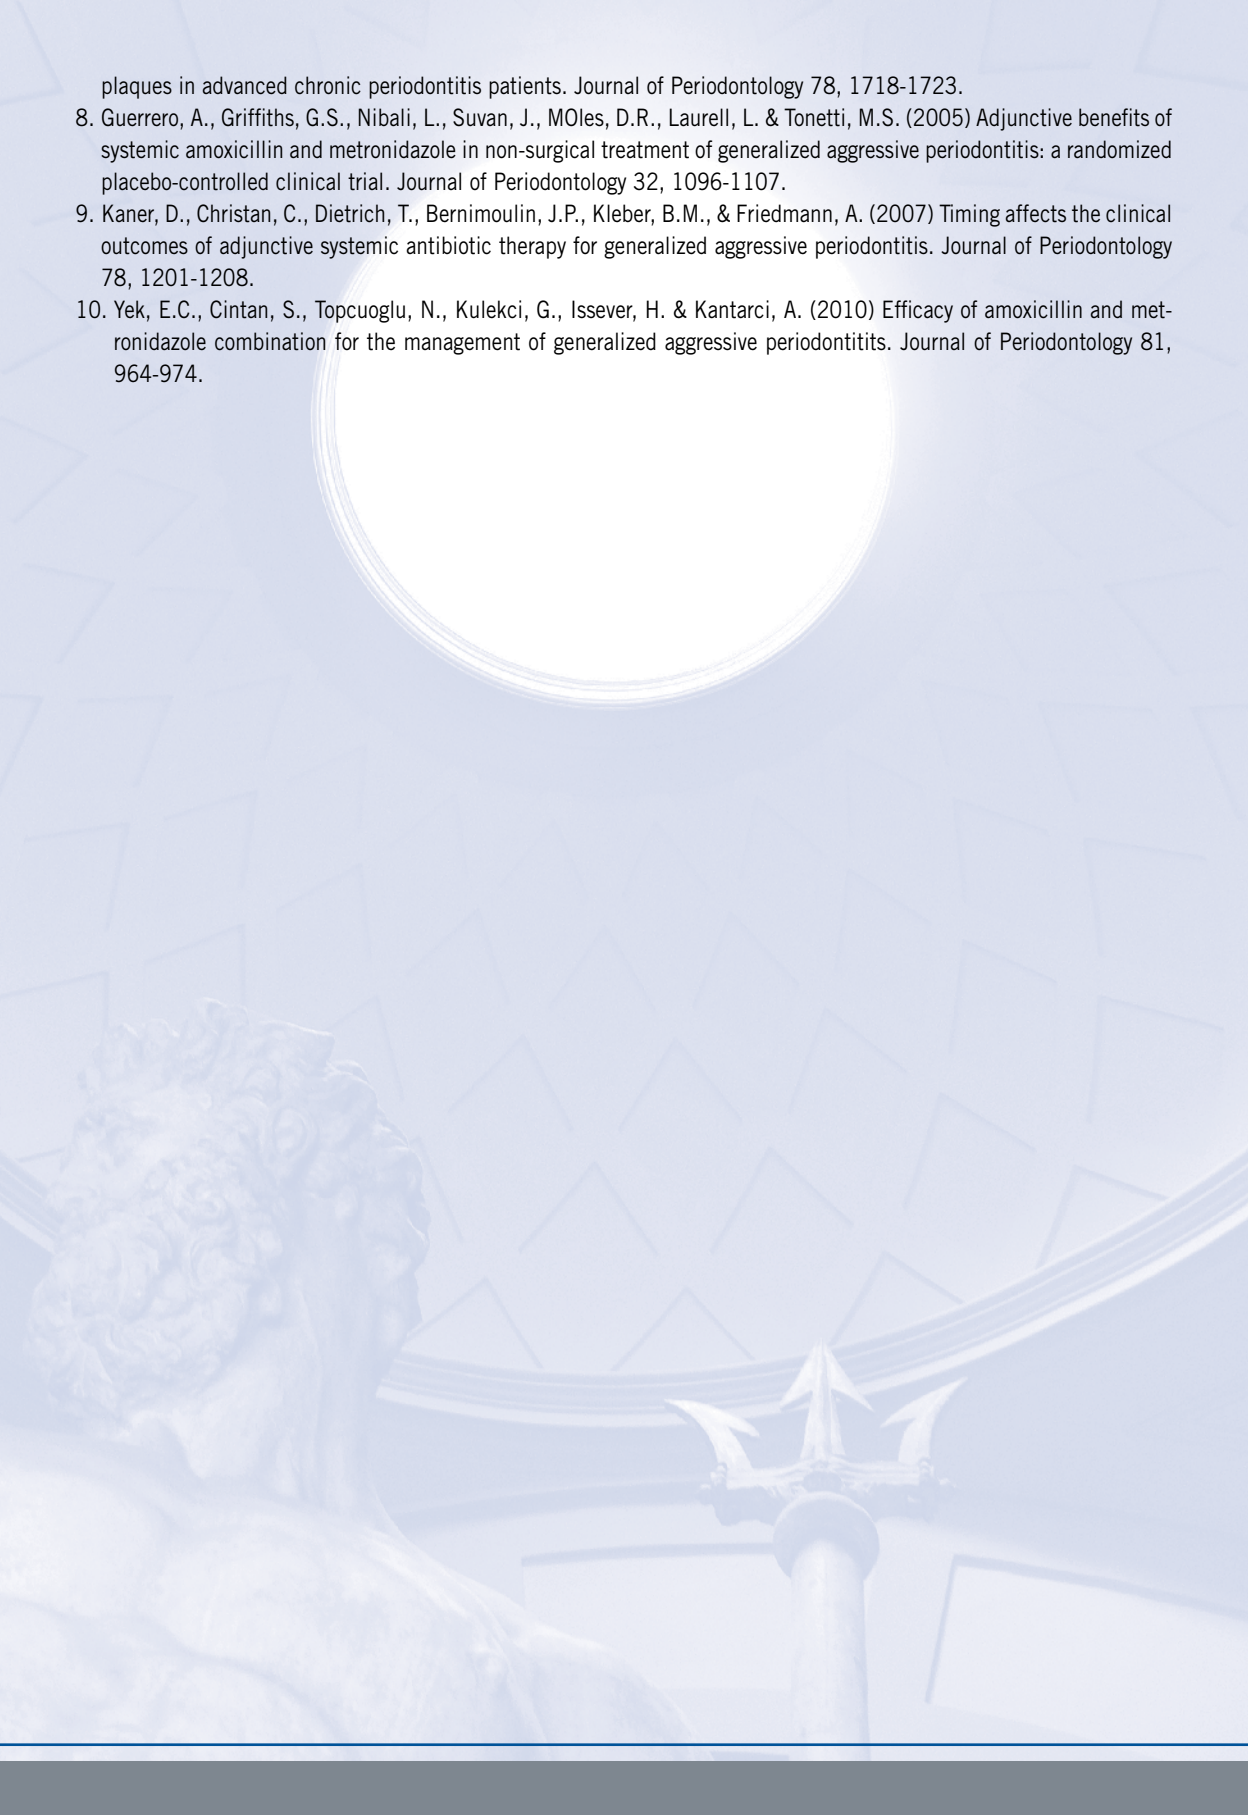 plaques in advanced chronic periodontitis patients. Journal of Periodontology 78, 1718-1723.
8. Guerrero, A., Griffiths, G.S., Nibali, L., Suvan, J., MOles, D.R., Laurell, L. & Tonetti, M.S. (2005) Adjunctive benefits of
systemic amoxicillin and metronidazole in non-surgical treatment of generalized aggressive periodontitis: a randomized
placebo-controlled clinical trial. Journal of Periodontology 32, 1096-1107.
9. Kaner, D., Christan, C., Dietrich, T., Bernimoulin, J.P., Kleber, B.M., & Friedmann, A. (2007) Timing affects the clinical
outcomes of adjunctive systemic antibiotic therapy for generalized aggressive periodontitis. Journal of Periodontology
78, 1201-1208.
10. Yek, E.C., Cintan, S., Topcuoglu, N., Kulekci, G., Issever, H. & Kantarci, A. (2010) Efficacy of amoxicillin and met-
ronidazole combination for the management of generalized aggressive periodontitits. Journal of Periodontology 81,
964-974.